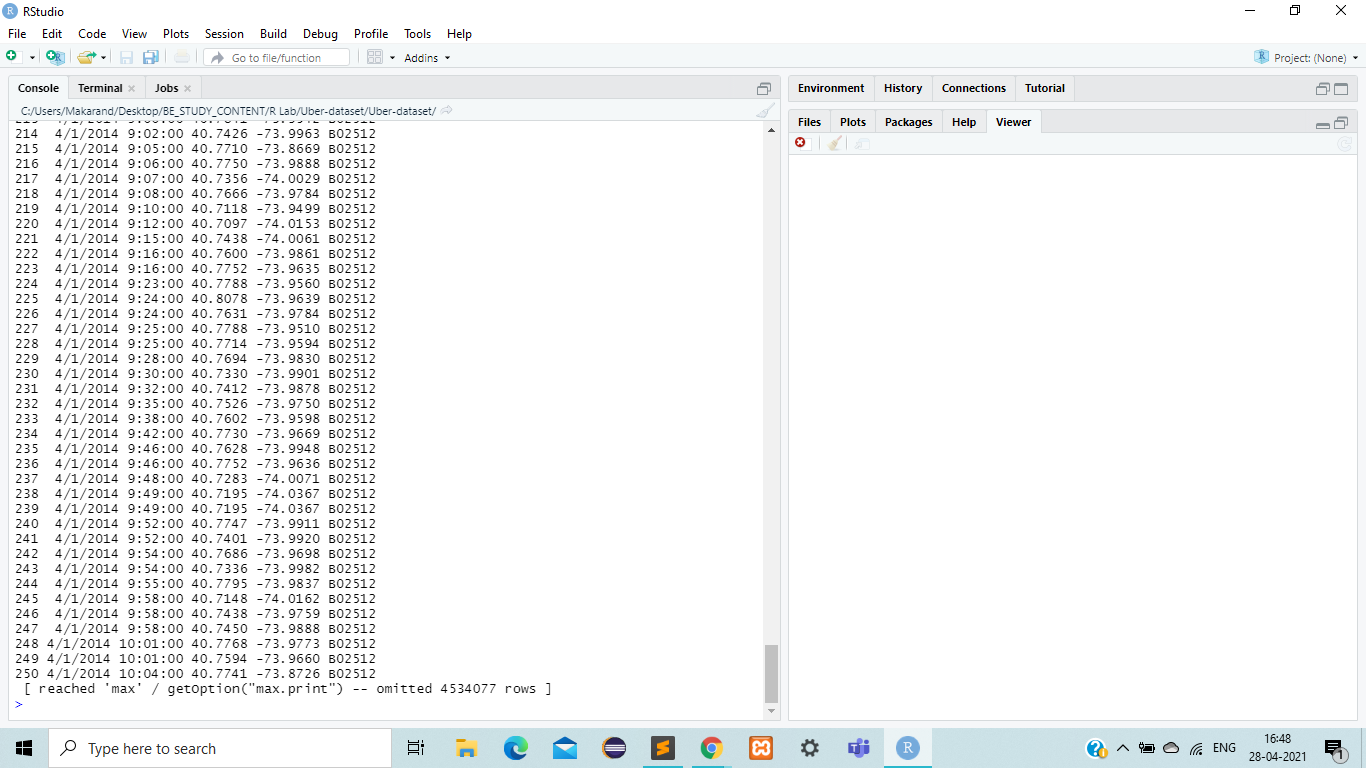 RStudio
File Edit Code View Plots Session Build Debug Profile Tools Help
Go to file/function Addins Project: (None)
Console Terminal Jobs
C:/Users/Makarand/Desktop/BE_STUDY_CONTENT/R Lab/Uber-dataset/Uber-dataset/
214 4/1/2014 9:02:00 40.7426 -73.9963 B02512
215 4/1/2014 9:05:00 40.7710 -73.8669 B02512
216 4/1/2014 9:06:00 40.7750 -73.9888 B02512
217 4/1/2014 9:07:00 40.7356 -74.0029 B02512
218 4/1/2014 9:08:00 40.7666 -73.9784 B02512
219 4/1/2014 9:10:00 40.7118 -73.9499 B02512
220 4/1/2014 9:12:00 40.7097 -74.0153 B02512
221 4/1/2014 9:15:00 40.7438 -74.0061 B02512
222 4/1/2014 9:16:00 40.7600 -73.9861 B02512
223 4/1/2014 9:16:00 40.7752 -73.9635 B02512
224 4/1/2014 9:23:00 40.7788 -73.9560 B02512
225 4/1/2014 9:24:00 40.8078 -73.9639 B02512
226 4/1/2014 9:24:00 40.7631 -73.9784 B02512
227 4/1/2014 9:25:00 40.7788 -73.9510 B02512
228 4/1/2014 9:25:00 40.7714 -73.9594 B02512
229 4/1/2014 9:28:00 40.7694 -73.9830 B02512
230 4/1/2014 9:30:00 40.7330 -73.9901 B02512
231 4/1/2014 9:32:00 40.7412 -73.9878 B02512
232 4/1/2014 9:35:00 40.7526 -73.9750 B02512
233 4/1/2014 9:38:00 40.7602 -73.9598 B02512
234 4/1/2014 9:42:00 40.7730 -73.9669 B02512
235 4/1/2014 9:46:00 40.7628 -73.9948 B02512
236 4/1/2014 9:46:00 40.7752 -73.9636 B02512
237 4/1/2014 9:48:00 40.7283 -74.0071 B02512
238 4/1/2014 9:49:00 40.7195 -74.0367 B02512
239 4/1/2014 9:49:00 40.7195 -74.0367 B02512
240 4/1/2014 9:52:00 40.7747 -73.9911 B02512
241 4/1/2014 9:52:00 40.7401 -73.9920 B02512
242 4/1/2014 9:54:00 40.7686 -73.9698 B02512
243 4/1/2014 9:54:00 40.7336 -73.9982 B02512
244 4/1/2014 9:55:00 40.7795 -73.9837 B02512
245 4/1/2014 9:58:00 40.7148 -74.0162 B02512
246 4/1/2014 9:58:00 40.7438 -73.9759 B02512
247 4/1/2014 9:58:00 40.7450 -73.9888 B02512
248 4/1/2014 10:01:00 40.7768 -73.9773 B02512
249 4/1/2014 10:01:00 40.7594 -73.9660 B02512
250 4/1/2014 10:04:00 40.7741 -73.8726 B02512
[ reached 'max' / getOption("max.print") -- omitted 4534077 rows ]
>
Environment History Connections Tutorial
Files Plots Packages Help Viewer
Type here to search
ENG
16:48
28-04-2021
1